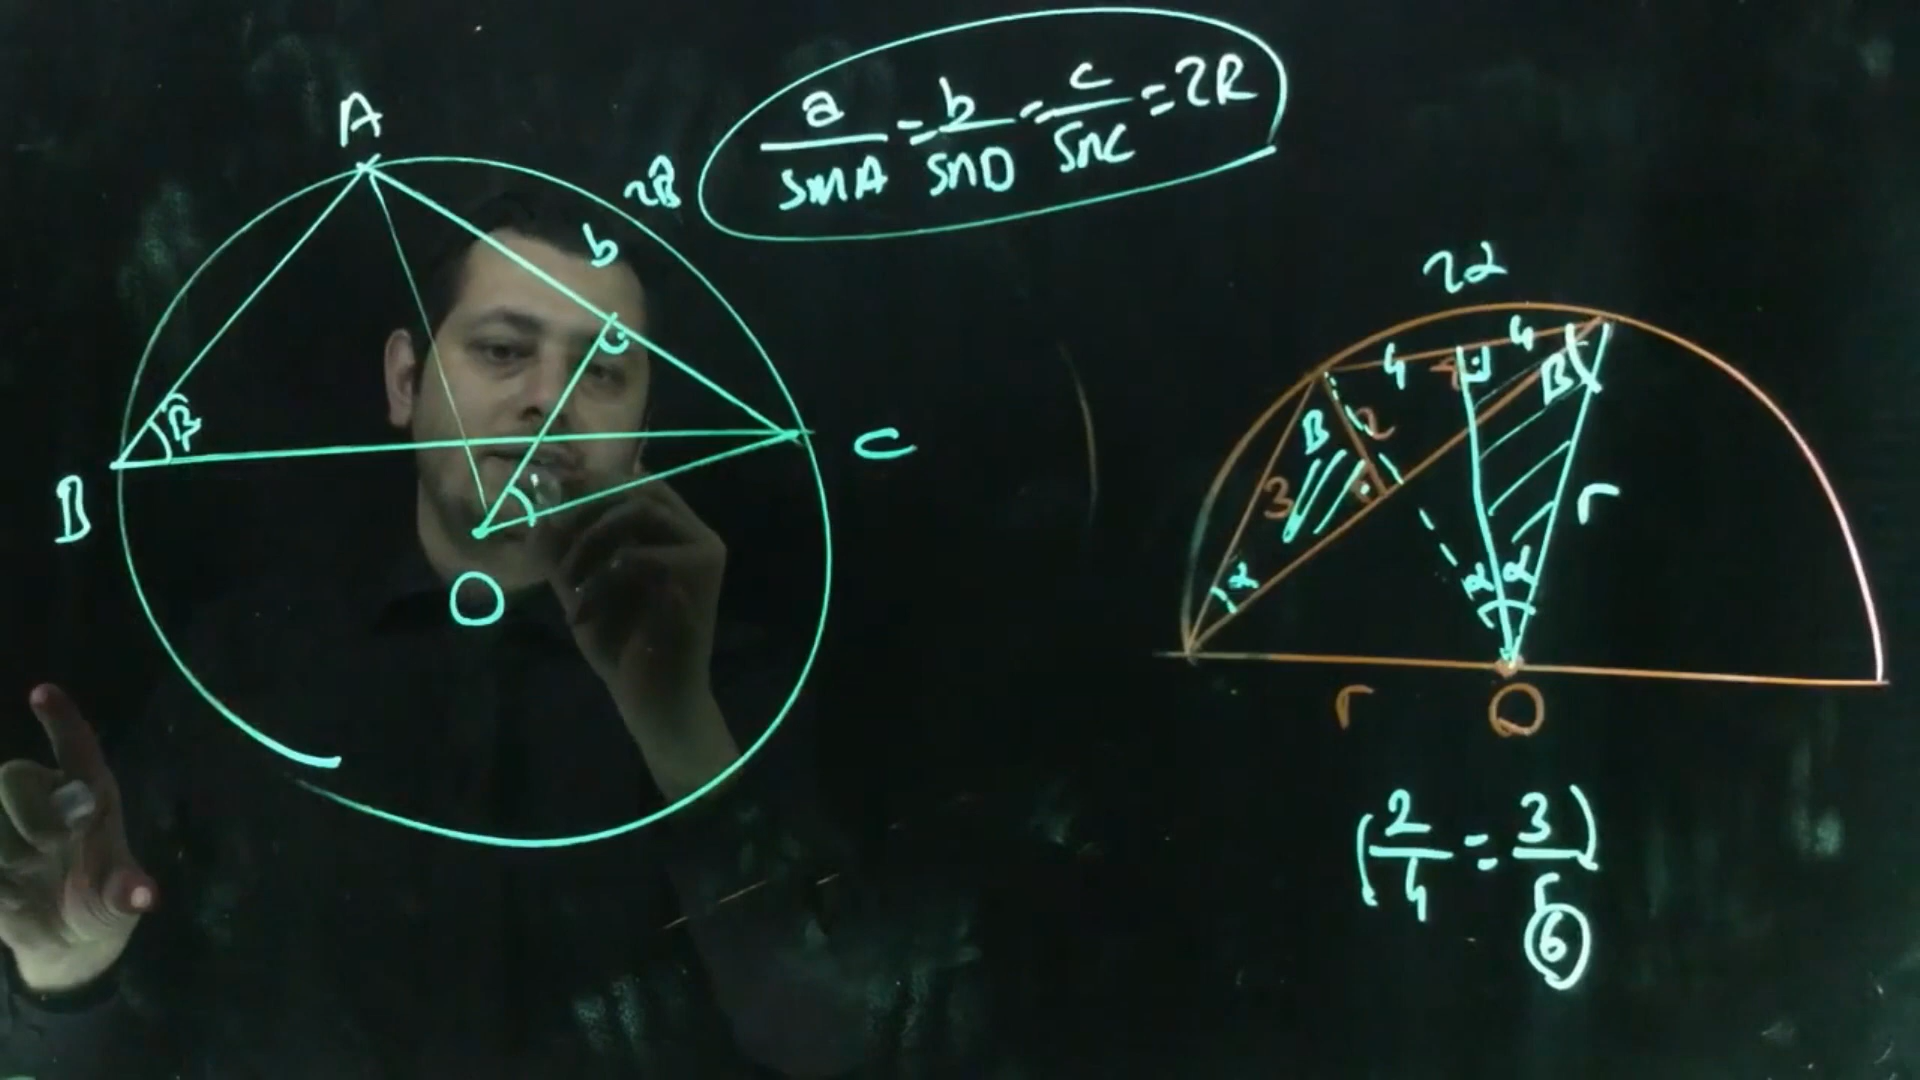 A
2B̂
b
B̂
B
C
O
a/sinA = b/sinB = c/sinC = 2R
2α
4 4
B
B
2
3
α
α α
r
r O
(2/4 = 3/r)
6